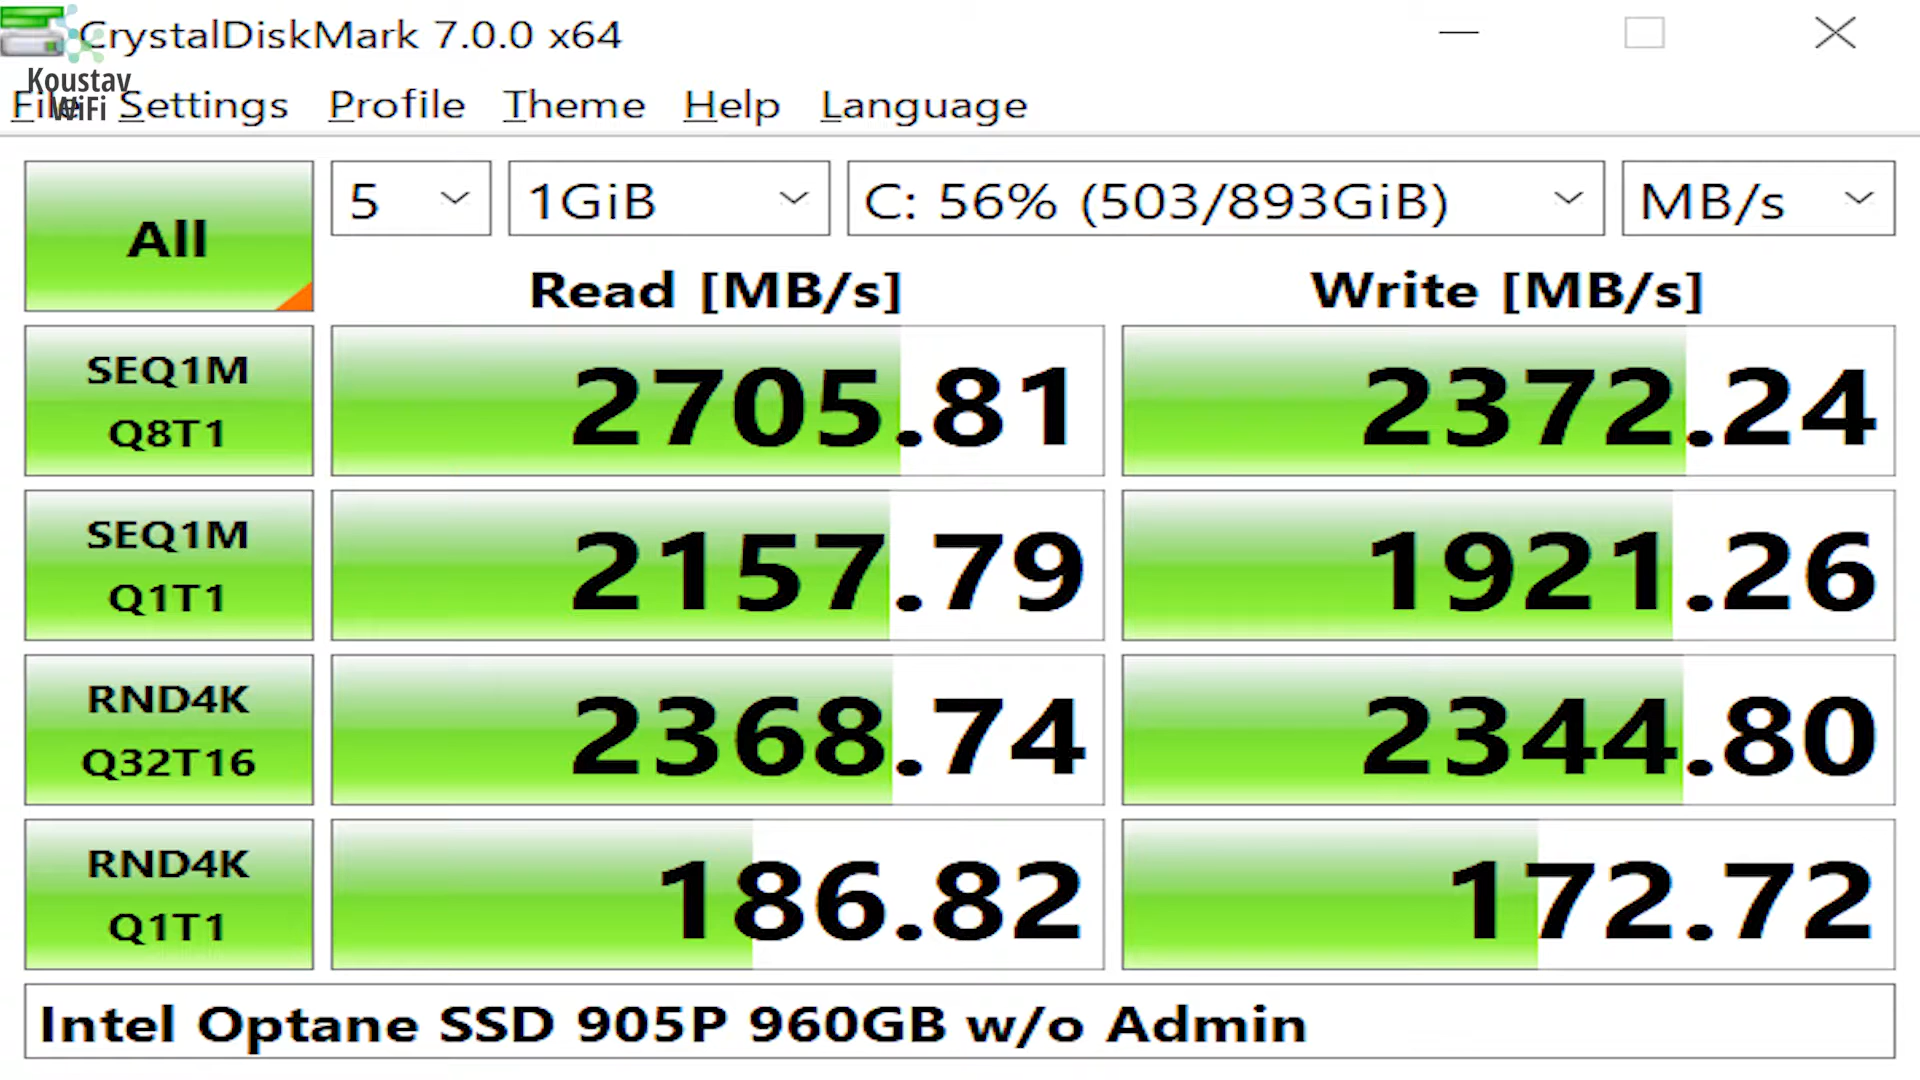 CrystalDiskMark 7.0.0 x64
Koustav
WiFi
File Settings Profile Theme Help Language
All 5 1GiB C: 56% (503/893GiB) MB/s
Read [MB/s] Write [MB/s]
SEQ1M
Q8T1
2705.81 2372.24
SEQ1M
Q1T1
2157.79 1921.26
RND4K
Q32T16
2368.74 2344.80
RND4K
Q1T1
186.82 172.72
Intel Optane SSD 905P 960GB w/o Admin